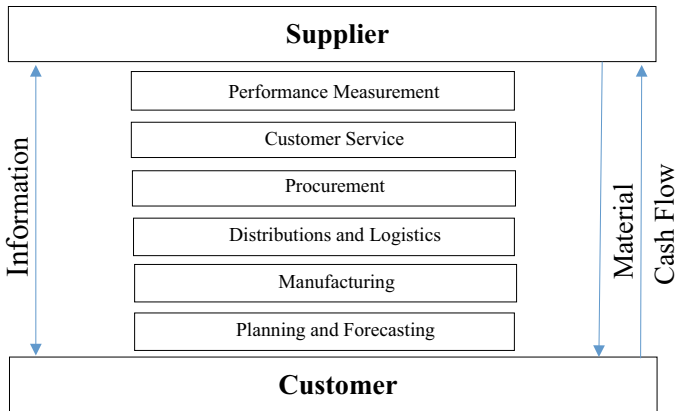 Supplier
Performance Measurement
Customer Service
Procurement
Distributions and Logistics
Manufacturing
Planning and Forecasting
Customer
Information
Material
Cash Flow